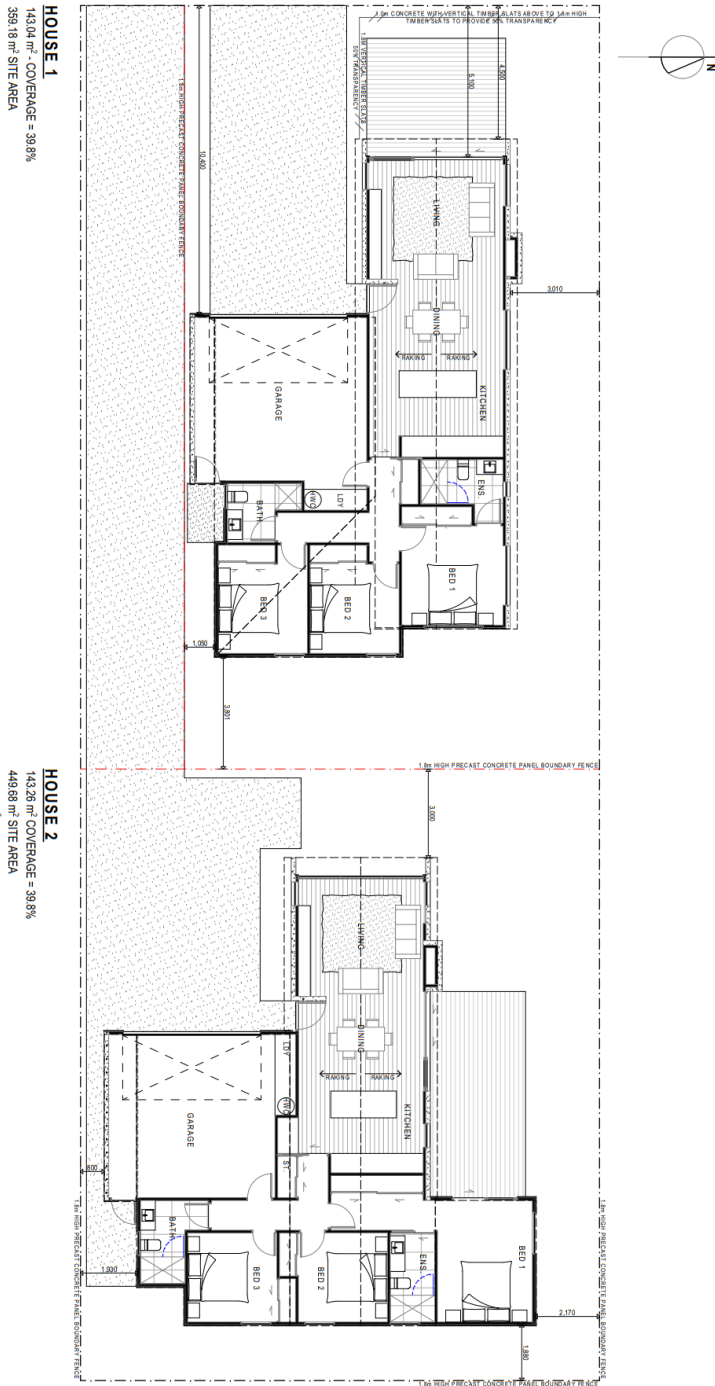 N
1.0m CONCRETE WITH VERTICAL TIMBER SLATS ABOVE TO 1.8m HIGH
TIMBER SLATS TO PROVIDE 50% TRANSPARENCY
1.8M VERTICAL TIMBER SLATS
50% TRANSPARENCY
4,500
5,100
10,400
1.8m HIGH PRECAST CONCRETE PANEL BOUNDARY FENCE
LIVING
DINING
3,010
RAKING
RAKING
KITCHEN
GARAGE
ENS.
LDY
HWC
BATH
BED 1
BED 2
BED 3
1,050
3,801
HOUSE 1
143.04 m² - COVERAGE = 39.8%
359.18 m² SITE AREA
1.8m HIGH PRECAST CONCRETE PANEL BOUNDARY FENCE
3,000
LIVING
DINING
RAKING
RAKING
KITCHEN
LDY
HWC
GARAGE
ST.
800
BATH
1,930
BED 3
BED 2
ENS.
BED 1
2,170
1,880
1.8m HIGH PRECAST CONCRETE PANEL BOUNDARY FENCE
1.8m HIGH PRECAST CONCRETE PANEL BOUNDARY FENCE
1.8m HIGH PRECAST CONCRETE PANEL BOUNDARY FENCE
HOUSE 2
143.26 m² COVERAGE = 39.8%
449.68 m² SITE AREA